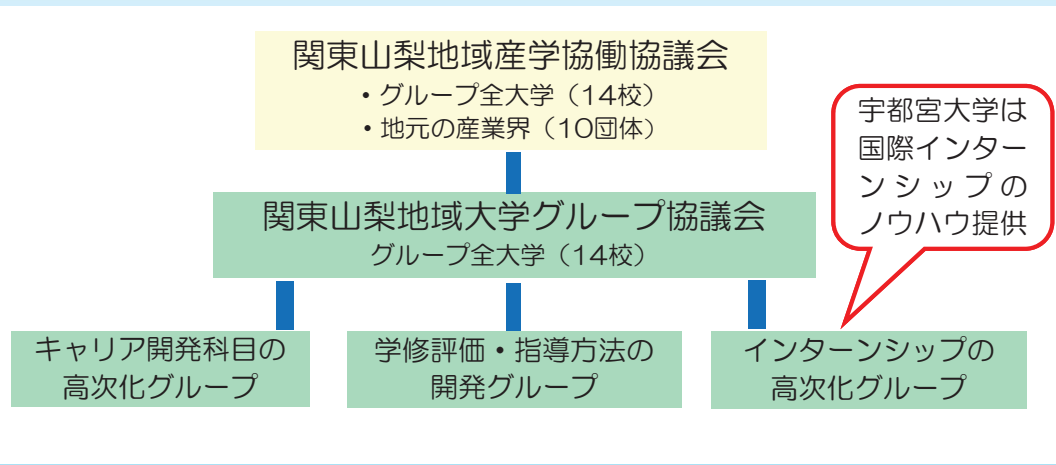 関東山梨地域産学協働協議会
・グループ全大学（14校）
・地元の産業界（10団体）
宇都宮大学は
国際インター
ンシップの
ノウハウ提供
関東山梨地域大学グループ協議会
グループ全大学（14校）
キャリア開発科目の
高次化グループ
学修評価・指導方法の
開発グループ
インターンシップの
高次化グループ